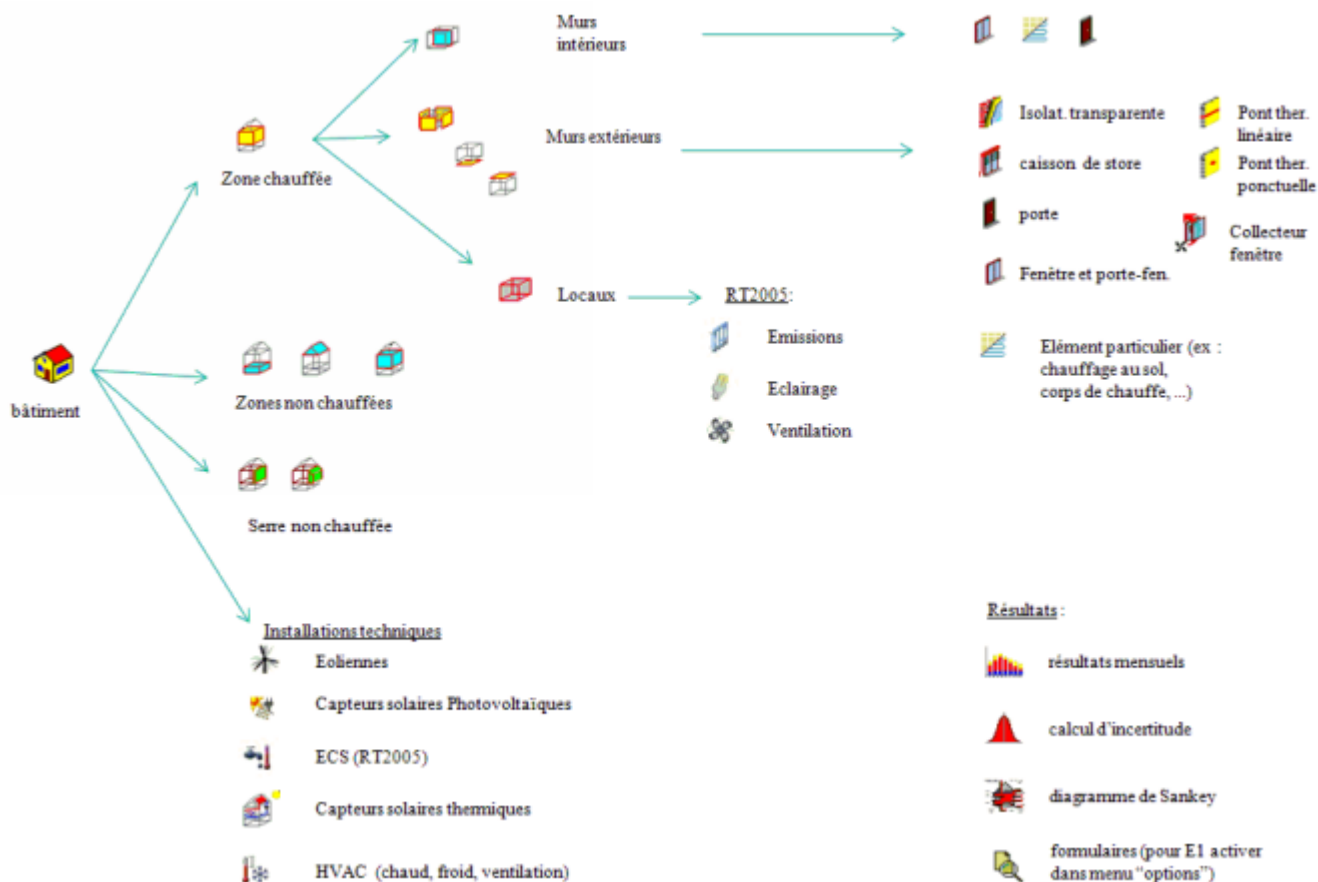 Murs
intérieurs
Isolat. transparente
Pont ther.
linéaire
Murs extérieurs
caisson de store
Pont ther.
ponctuelle
Zone chauffée
porte
Collecteur
fenêtre
Fenêtre et porte-fen.
Locaux
RT2005:
Emissions
Elément particulier (ex :
chauffage au sol,
corps de chauffe, ...)
Eclairage
Zones non chauffées
bâtiment
Ventilation
Serre non chauffée
Installations techniques
Eoliennes
Capteurs solaires Photovoltaïques
ECS (RT2005)
Capteurs solaires thermiques
HVAC (chaud, froid, ventilation)
Résultats :
résultats mensuels
calcul d'incertitude
diagramme de Sankey
formulaires (pour E1 activer
dans menu "options")